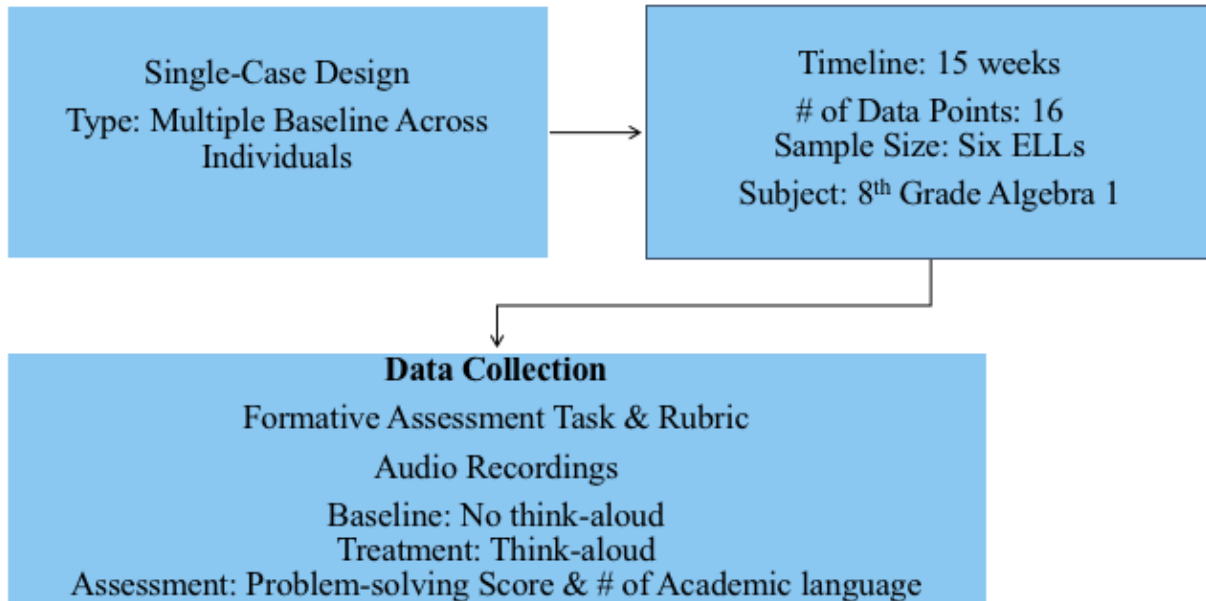 Single-Case Design
Type: Multiple Baseline Across
Individuals
Timeline: 15 weeks
# of Data Points: 16
Sample Size: Six ELLs
Subject: 8th Grade Algebra 1
Data Collection
Formative Assessment Task & Rubric
Audio Recordings
Baseline: No think-aloud
Treatment: Think-aloud
Assessment: Problem-solving Score & # of Academic language